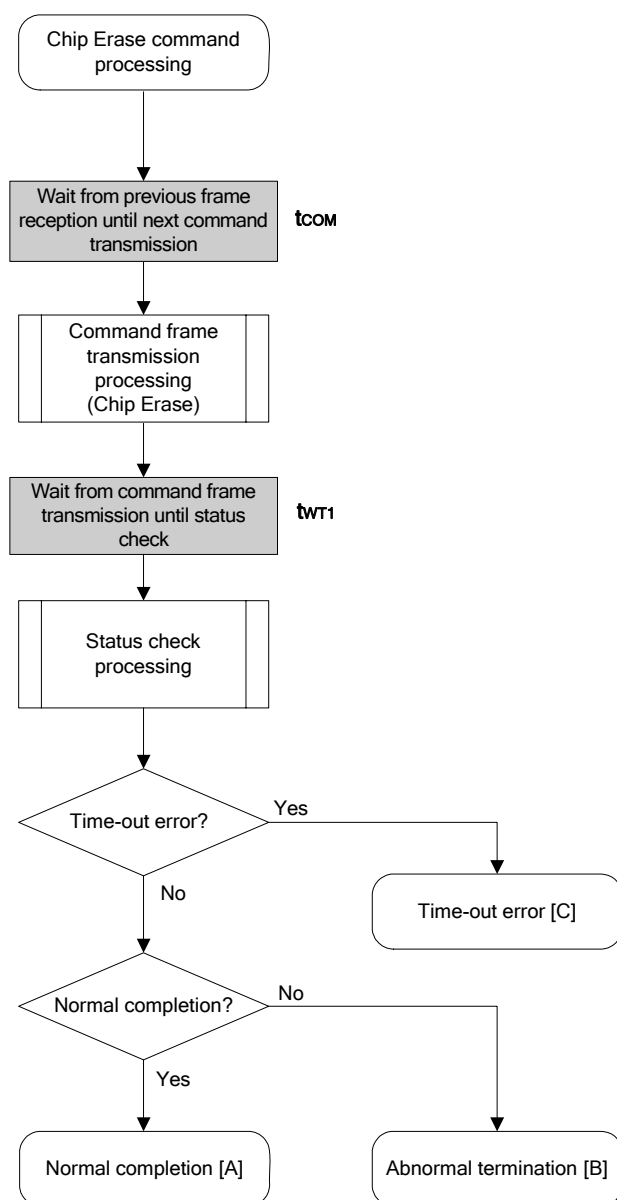 Chip Erase command
processing
Wait from previous frame
reception until next command
transmission
tCOM
Command frame
transmission
processing
(Chip Erase)
Wait from command frame
transmission until status
check
tWT1
Status check
processing
Time-out error?
Yes
No
Time-out error [C]
Normal completion?
No
Yes
Normal completion [A]
Abnormal termination [B]